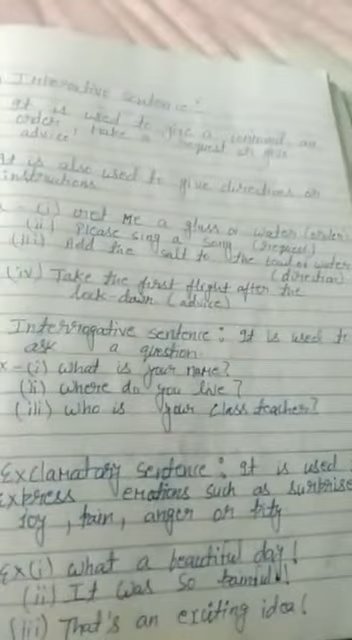 sentence :-
It is used to give a command, an
order, make a request or give
advice.
It is also used to give directions or
instructions
(i) Get Me a glass of water (order)
(ii) Please sing a song (request)
(iii) Add the salt to the bowl of water
(direction)
(iv) Take the first flight after the
lock-down (advice)
Interrogative sentence : It is used to
ask a question
Ex - (i) What is your name?
(ii) Where do you live ?
(iii) Who is your class teacher?
Exclamatory sentence : It is used
express emotions such as surprise
joy, pain, anger or pity
Ex (i) What a beautiful day!
(ii) It was so painful!
(iii) That's an exciting idea!